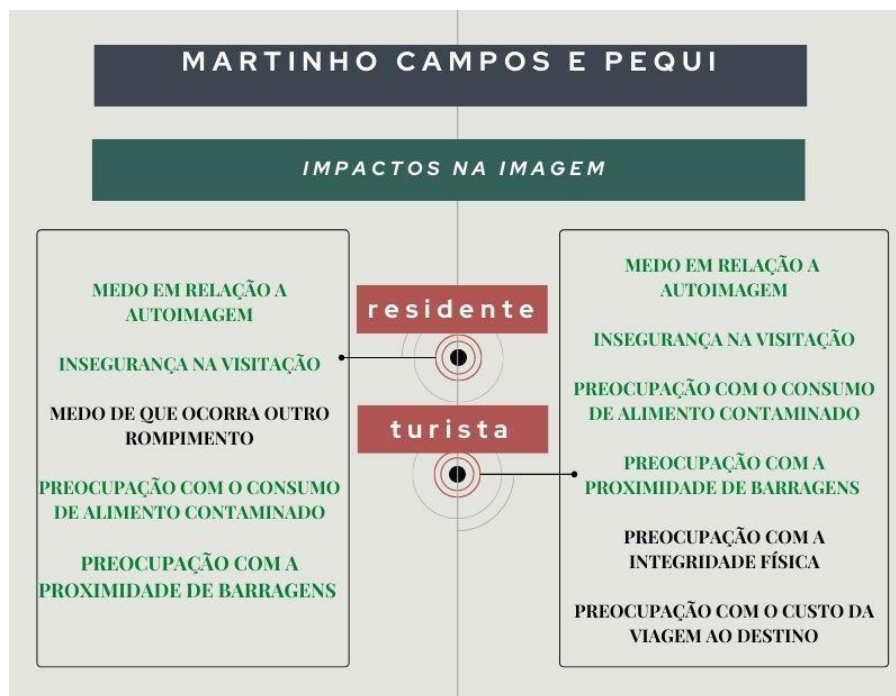 MARTINHO CAMPOS E PEQUI
IMPACTOS NA IMAGEM
MEDO EM RELAÇÃO A
AUTOIMAGEM
INSEGURANÇA NA VISITAÇÃO
MEDO DE QUE OCORRA OUTRO
ROMPIMENTO
PREOCUPAÇÃO COM O CONSUMO
DE ALIMENTO CONTAMINADO
PREOCUPAÇÃO COM A
PROXIMIDADE DE BARRAGENS
residente
turista
MEDO EM RELAÇÃO A
AUTOIMAGEM
INSEGURANÇA NA VISITAÇÃO
PREOCUPAÇÃO COM O CONSUMO
DE ALIMENTO CONTAMINADO
PREOCUPAÇÃO COM A
PROXIMIDADE DE BARRAGENS
PREOCUPAÇÃO COM A
INTEGRIDADE FÍSICA
PREOCUPAÇÃO COM O CUSTO DA
VIAGEM AO DESTINO